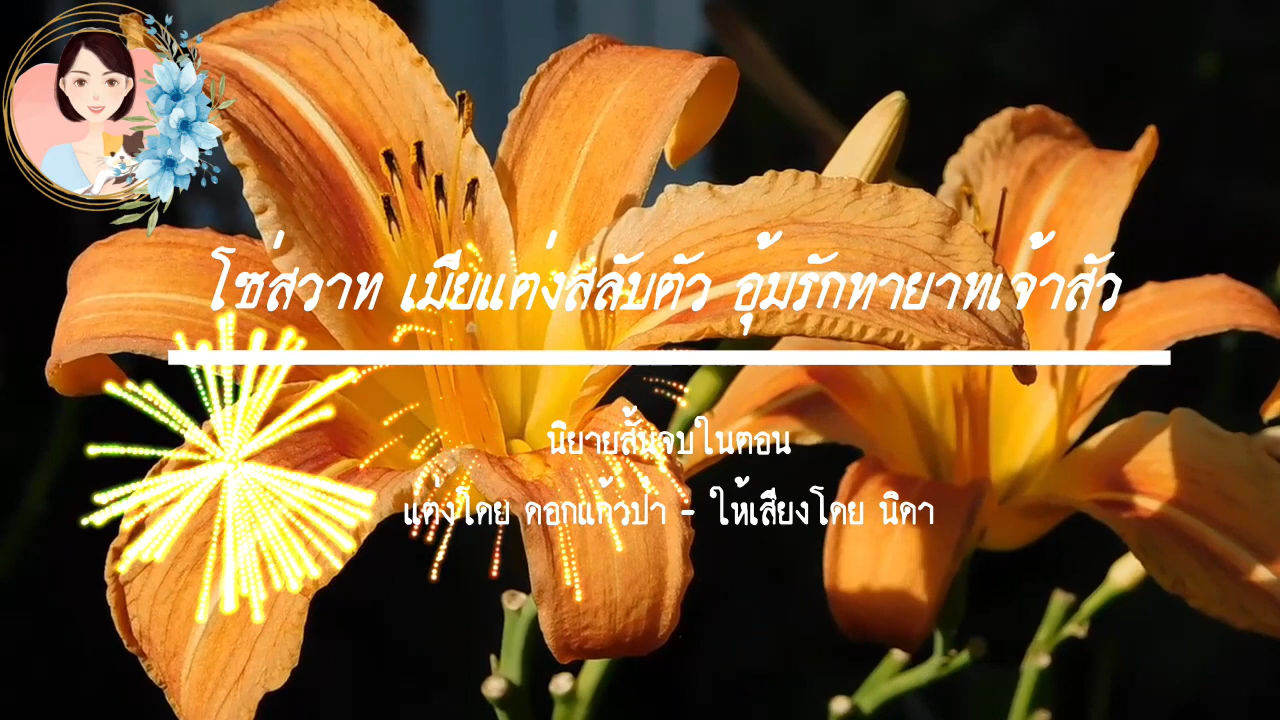 โซ่สวาท เมียแต่งสลับตัว อุ้มรักทายาทเจ้าสัว
นิยายสั้นจบในตอน
แต่งโดย ดอกแก้วป่า - ให้เสียงโดย นิดา